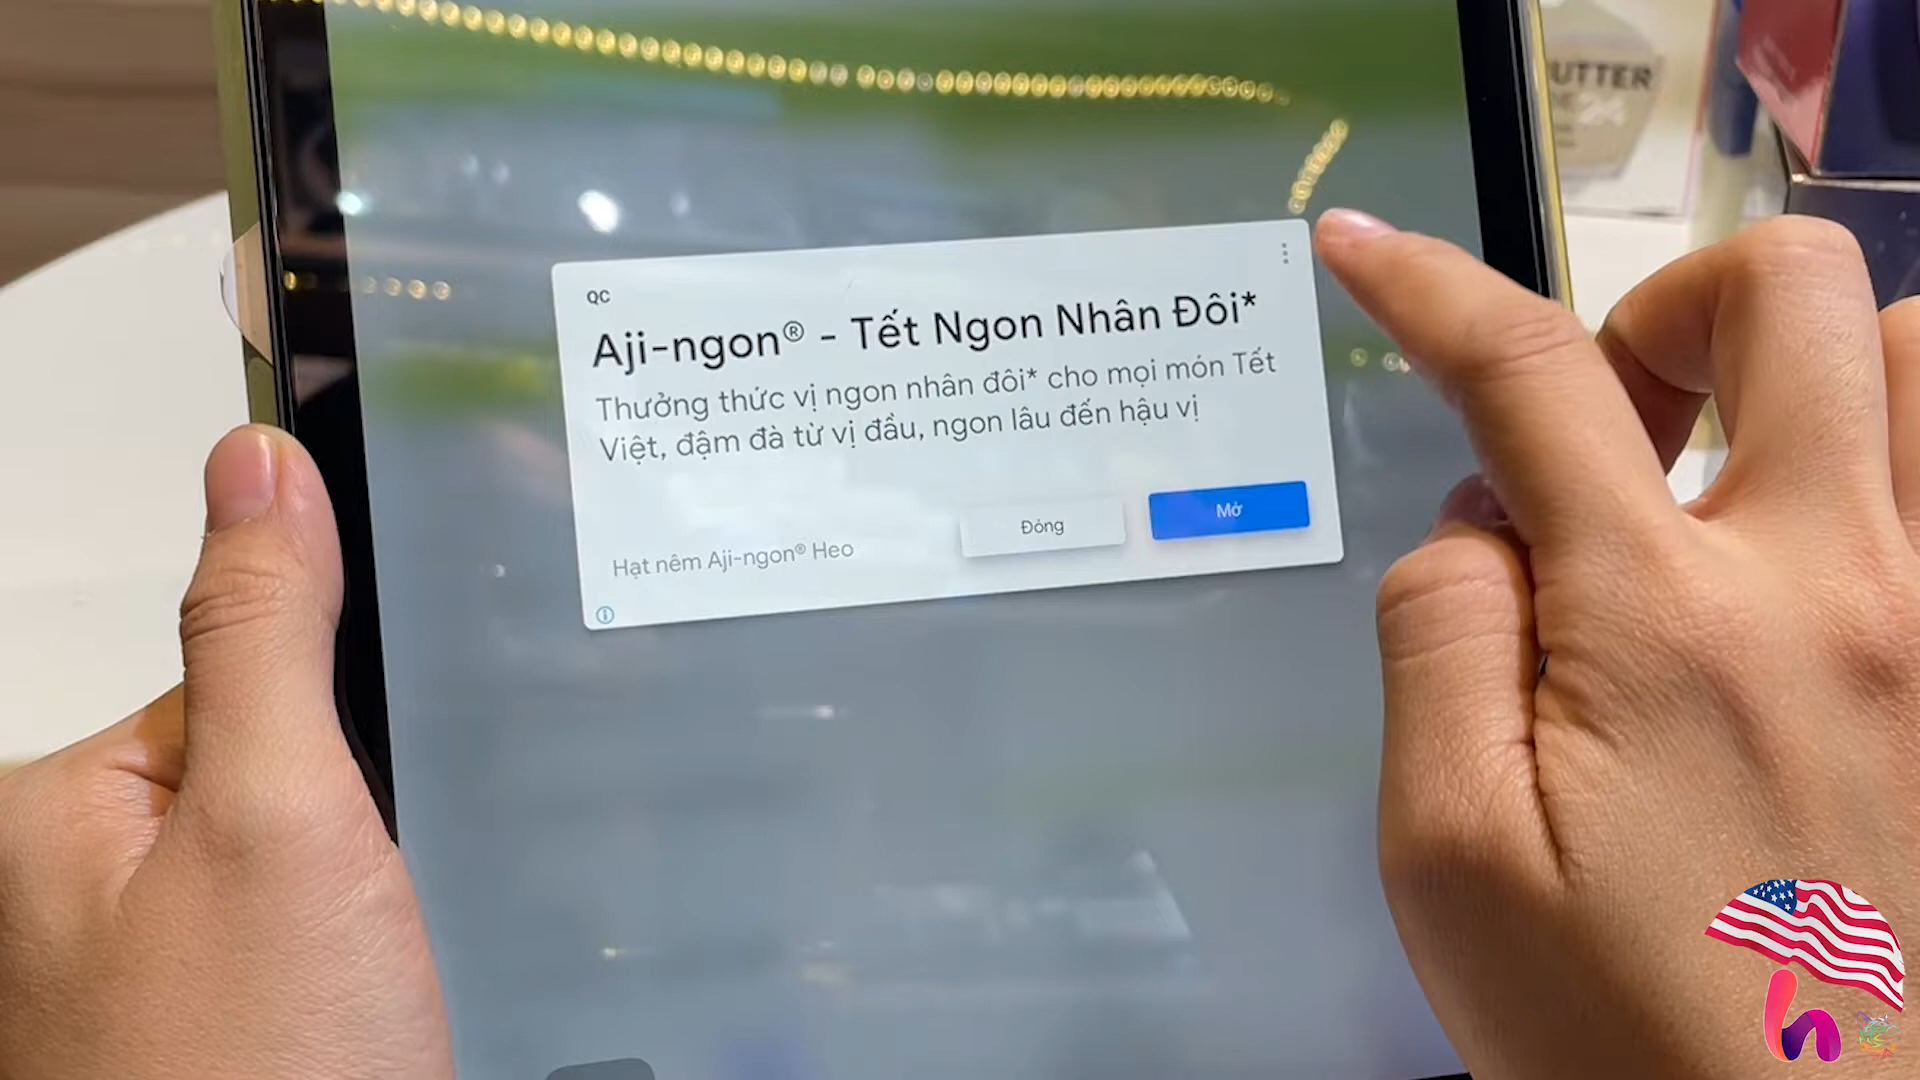 UTTER
QC
Aji-ngon® - Tết Ngon Nhân Đôi*
Thưởng thức vị ngon nhân đôi* cho mọi món Tết
Việt, đậm đà từ vị đầu, ngon lâu đến hậu vị
Hạt nêm Aji-ngon® Heo
Đóng
Mở